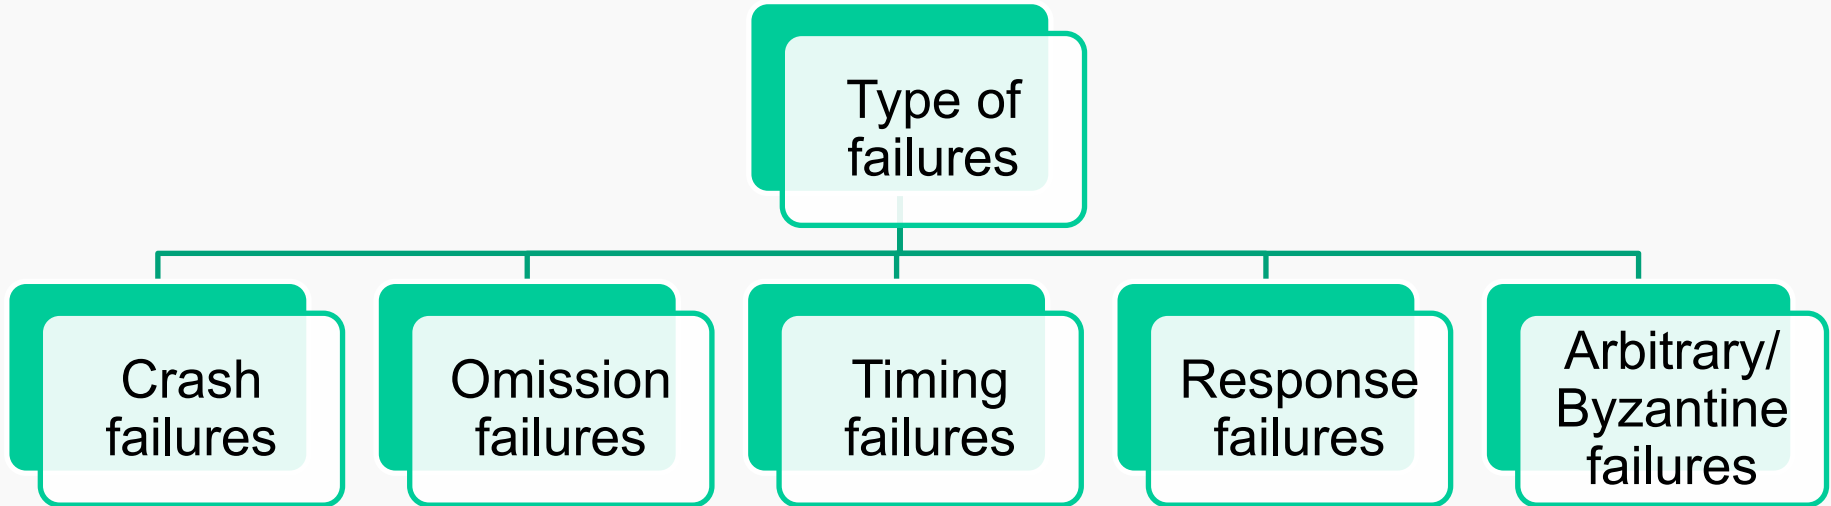 Type of
failures
Crash
failures
Omission
failures
Timing
failures
Response
failures
Arbitrary/
Byzantine
failures